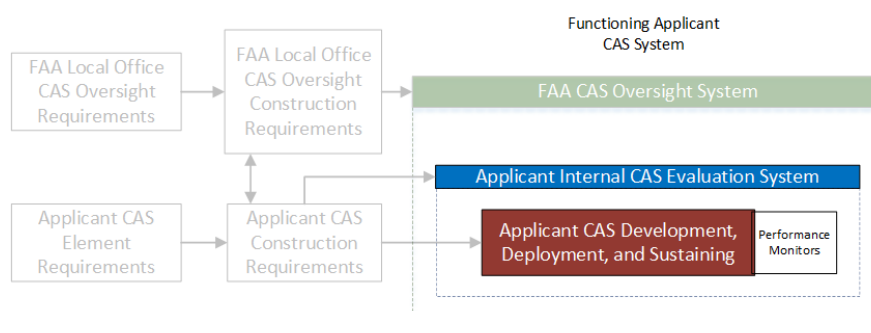 Functioning Applicant
CAS System
FAA Local Office
CAS Oversight
Requirements
FAA Local Office
CAS Oversight
Construction
Requirements
FAA CAS Oversight System
Applicant Internal CAS Evaluation System
Applicant CAS
Element
Requirements
Applicant CAS
Construction
Requirements
Applicant CAS Development,
Deployment, and Sustaining
Performance
Monitors